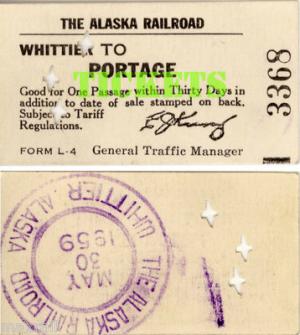 THE ALASKA RAILROAD
WHITTIER TO
PORTAGE
TICKETS
Good for One Passage within Thirty Days in
addition to date of sale stamped on back.
Subject to Tariff
Regulations.
FORM L-4 General Traffic Manager
3368
THE ALASKA RAILROAD
WHITTIER ALASKA
MAY
30
1959